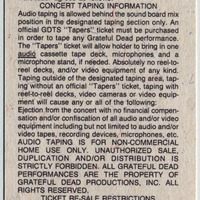 CONCERT TAPING INFORMATION
Audio taping is allowed behind the sound board mix
position in the designated taping section only. An
official GDTS "Tapers" ticket must be purchased
in order to tape any Grateful Dead performance.
The "Tapers" ticket will allow holder to bring in one
audio cassette tape deck, microphones and a
microphone stand, if needed. Absolutely no reel-to-
reel decks, and/or video equipment of any kind.
Taping outside of the designated taping area, tap-
ing without an official "Tapers" ticket, taping with
reel-to-reel decks, video cameras or video equip-
ment will cause any or all of the following:
Ejection from the concert with no financial compen-
sation and/or confiscation of all audio and/or video
equipment including but not limited to audio and/or
video tapes, recording devices, microphones, etc.
AUDIO TAPING IS FOR NON-COMMERCIAL
HOME USE ONLY. UNAUTHORIZED SALE,
DUPLICATION AND/OR DISTRIBUTION IS
STRICTLY FORBIDDEN. ALL GRATEFUL DEAD
PERFORMANCES ARE THE PROPERTY OF
GRATEFUL DEAD PRODUCTIONS, INC. ALL
RIGHTS RESERVED.
TICKET RE-SALE RESTRICTIONS